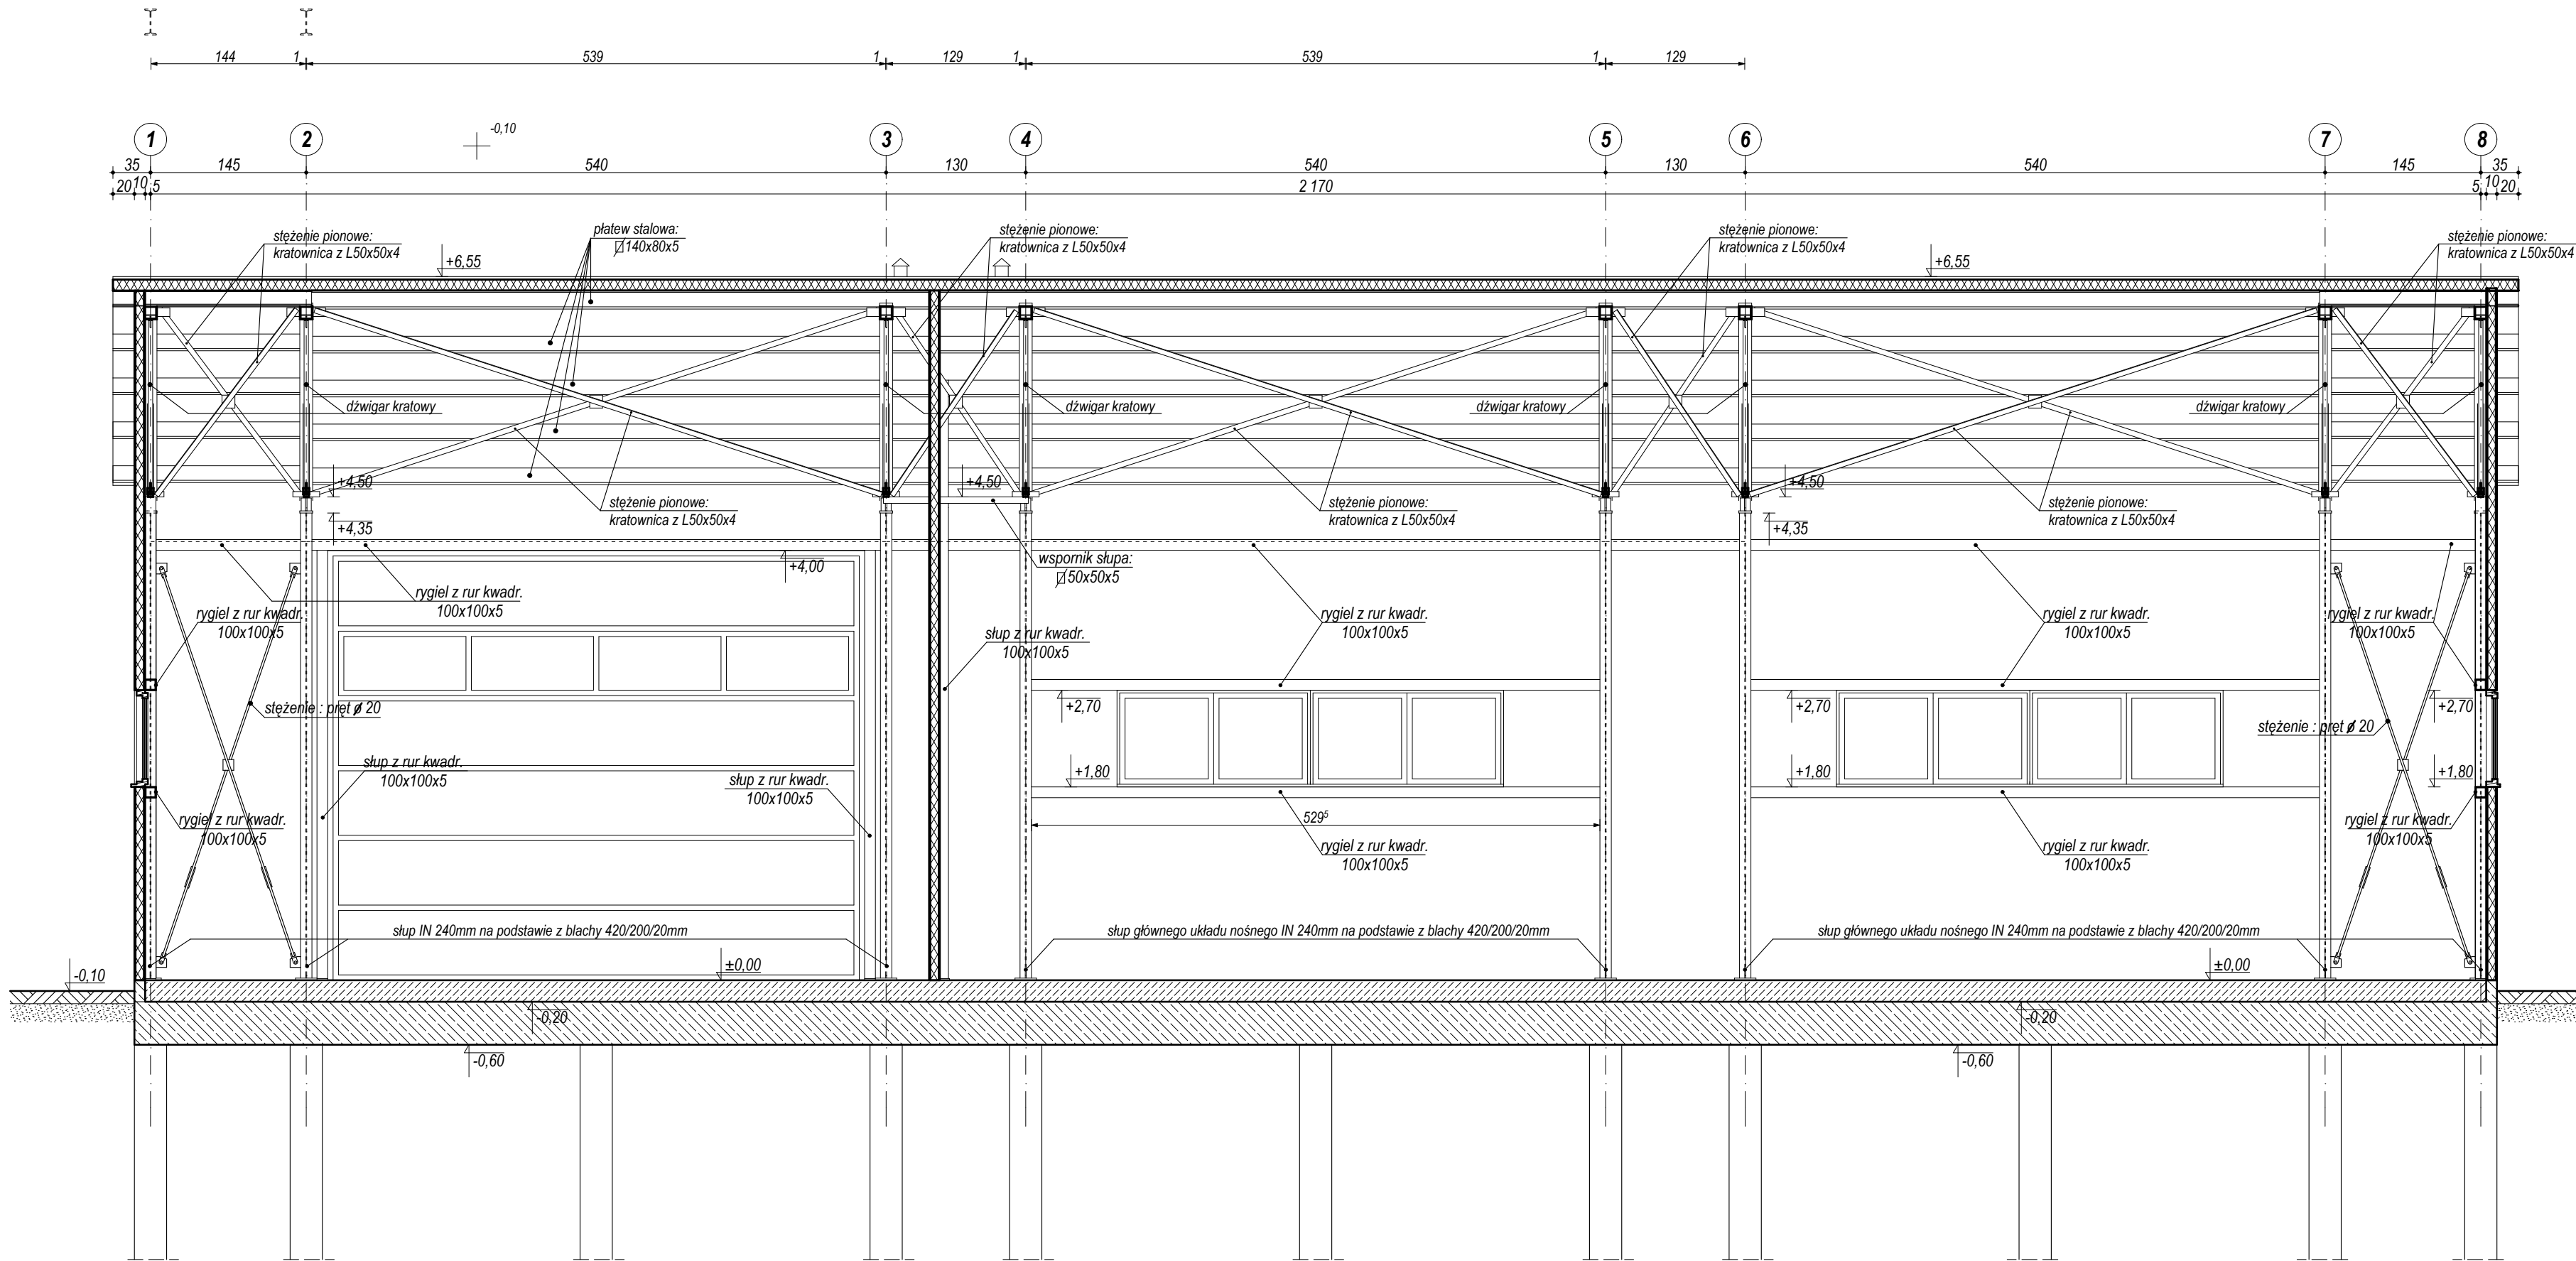 144 1 539 1 129 1 539 1 129
1 2 -0,10 3 4 5 6 7 8
35 145 540 130 540 130 540 145 35
20 10 5 2 170 5 10 20
stężenie pionowe:
kratownica z L50x50x4
płatew stalowa:
140x80x5
stężenie pionowe:
kratownica z L50x50x4
stężenie pionowe:
kratownica z L50x50x4
stężenie pionowe:
kratownica z L50x50x4
+6,55 +6,55
dźwigar kratowy dźwigar kratowy dźwigar kratowy dźwigar kratowy
+4,50 +4,50 +4,50
stężenie pionowe:
kratownica z L50x50x4
stężenie pionowe:
kratownica z L50x50x4
stężenie pionowe:
kratownica z L50x50x4
+4,35 +4,35
+4,00
wspornik słupa:
50x50x5
rygiel z rur kwadr.
100x100x5
rygiel z rur kwadr.
100x100x5
rygiel z rur kwadr.
100x100x5
rygiel z rur kwadr.
100x100x5
rygiel z rur kwadr.
100x100x5
słup z rur kwadr.
100x100x5
stężenie : pręt ø 20
+2,70 +2,70 +2,70
stężenie : pręt ø 20
słup z rur kwadr.
100x100x5
słup z rur kwadr.
100x100x5
+1,80 +1,80 +1,80
rygiel z rur kwadr.
100x100x5
529⁵
rygiel z rur kwadr.
100x100x5
rygiel z rur kwadr.
100x100x5
rygiel z rur kwadr.
100x100x5
słup IN 240mm na podstawie z blachy 420/200/20mm
słup głównego układu nośnego IN 240mm na podstawie z blachy 420/200/20mm
słup głównego układu nośnego IN 240mm na podstawie z blachy 420/200/20mm
-0,10 ±0,00 ±0,00
-0,20 -0,20
-0,60 -0,60